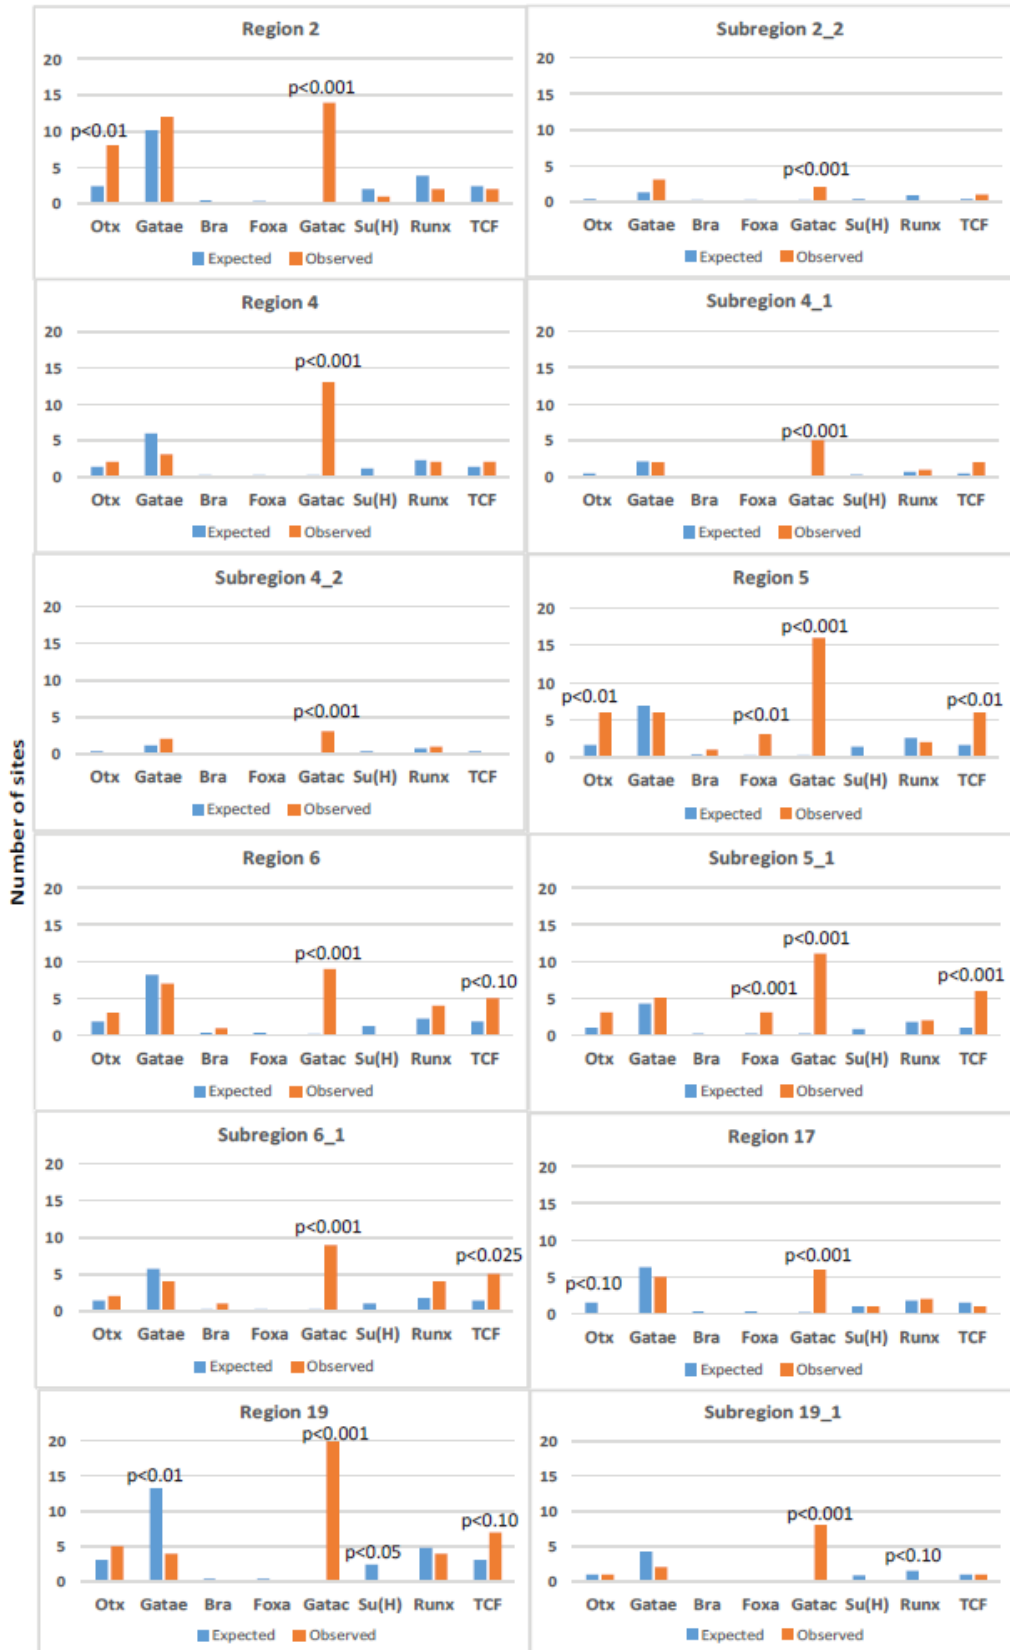 Number of sites
Region 2
20
15
10
5
0
p<0.01
p<0.001
Otx Gatae Bra Foxa Gatac Su(H) Runx TCF
Expected Observed
Subregion 2_2
20
15
10
5
0
p<0.001
Otx Gatae Bra Foxa Gatac Su(H) Runx TCF
Expected Observed
Region 4
20
15
10
5
0
p<0.001
Otx Gatae Bra Foxa Gatac Su(H) Runx TCF
Expected Observed
Subregion 4_1
20
15
10
5
0
p<0.001
Otx Gatae Bra Foxa Gatac Su(H) Runx TCF
Expected Observed
Subregion 4_2
20
15
10
5
0
p<0.001
Otx Gatae Bra Foxa Gatac Su(H) Runx TCF
Expected Observed
Region 5
20
15
10
5
0
p<0.01
p<0.01
p<0.001
p<0.01
Otx Gatae Bra Foxa Gatac Su(H) Runx TCF
Expected Observed
Region 6
20
15
10
5
0
p<0.001
p<0.10
Otx Gatae Bra Foxa Gatac Su(H) Runx TCF
Expected Observed
Subregion 5_1
20
15
10
5
0
p<0.001
p<0.001
p<0.001
Otx Gatae Bra Foxa Gatac Su(H) Runx TCF
Expected Observed
Subregion 6_1
20
15
10
5
0
p<0.001
p<0.025
Otx Gatae Bra Foxa Gatac Su(H) Runx TCF
Expected Observed
Region 17
20
15
10
5
0
p<0.10
p<0.001
Otx Gatae Bra Foxa Gatac Su(H) Runx TCF
Expected Observed
Region 19
20
15
10
5
0
p<0.01
p<0.001
p<0.05
p<0.10
Otx Gatae Bra Foxa Gatac Su(H) Runx TCF
Expected Observed
Subregion 19_1
20
15
10
5
0
p<0.001
p<0.10
Otx Gatae Bra Foxa Gatac Su(H) Runx TCF
Expected Observed